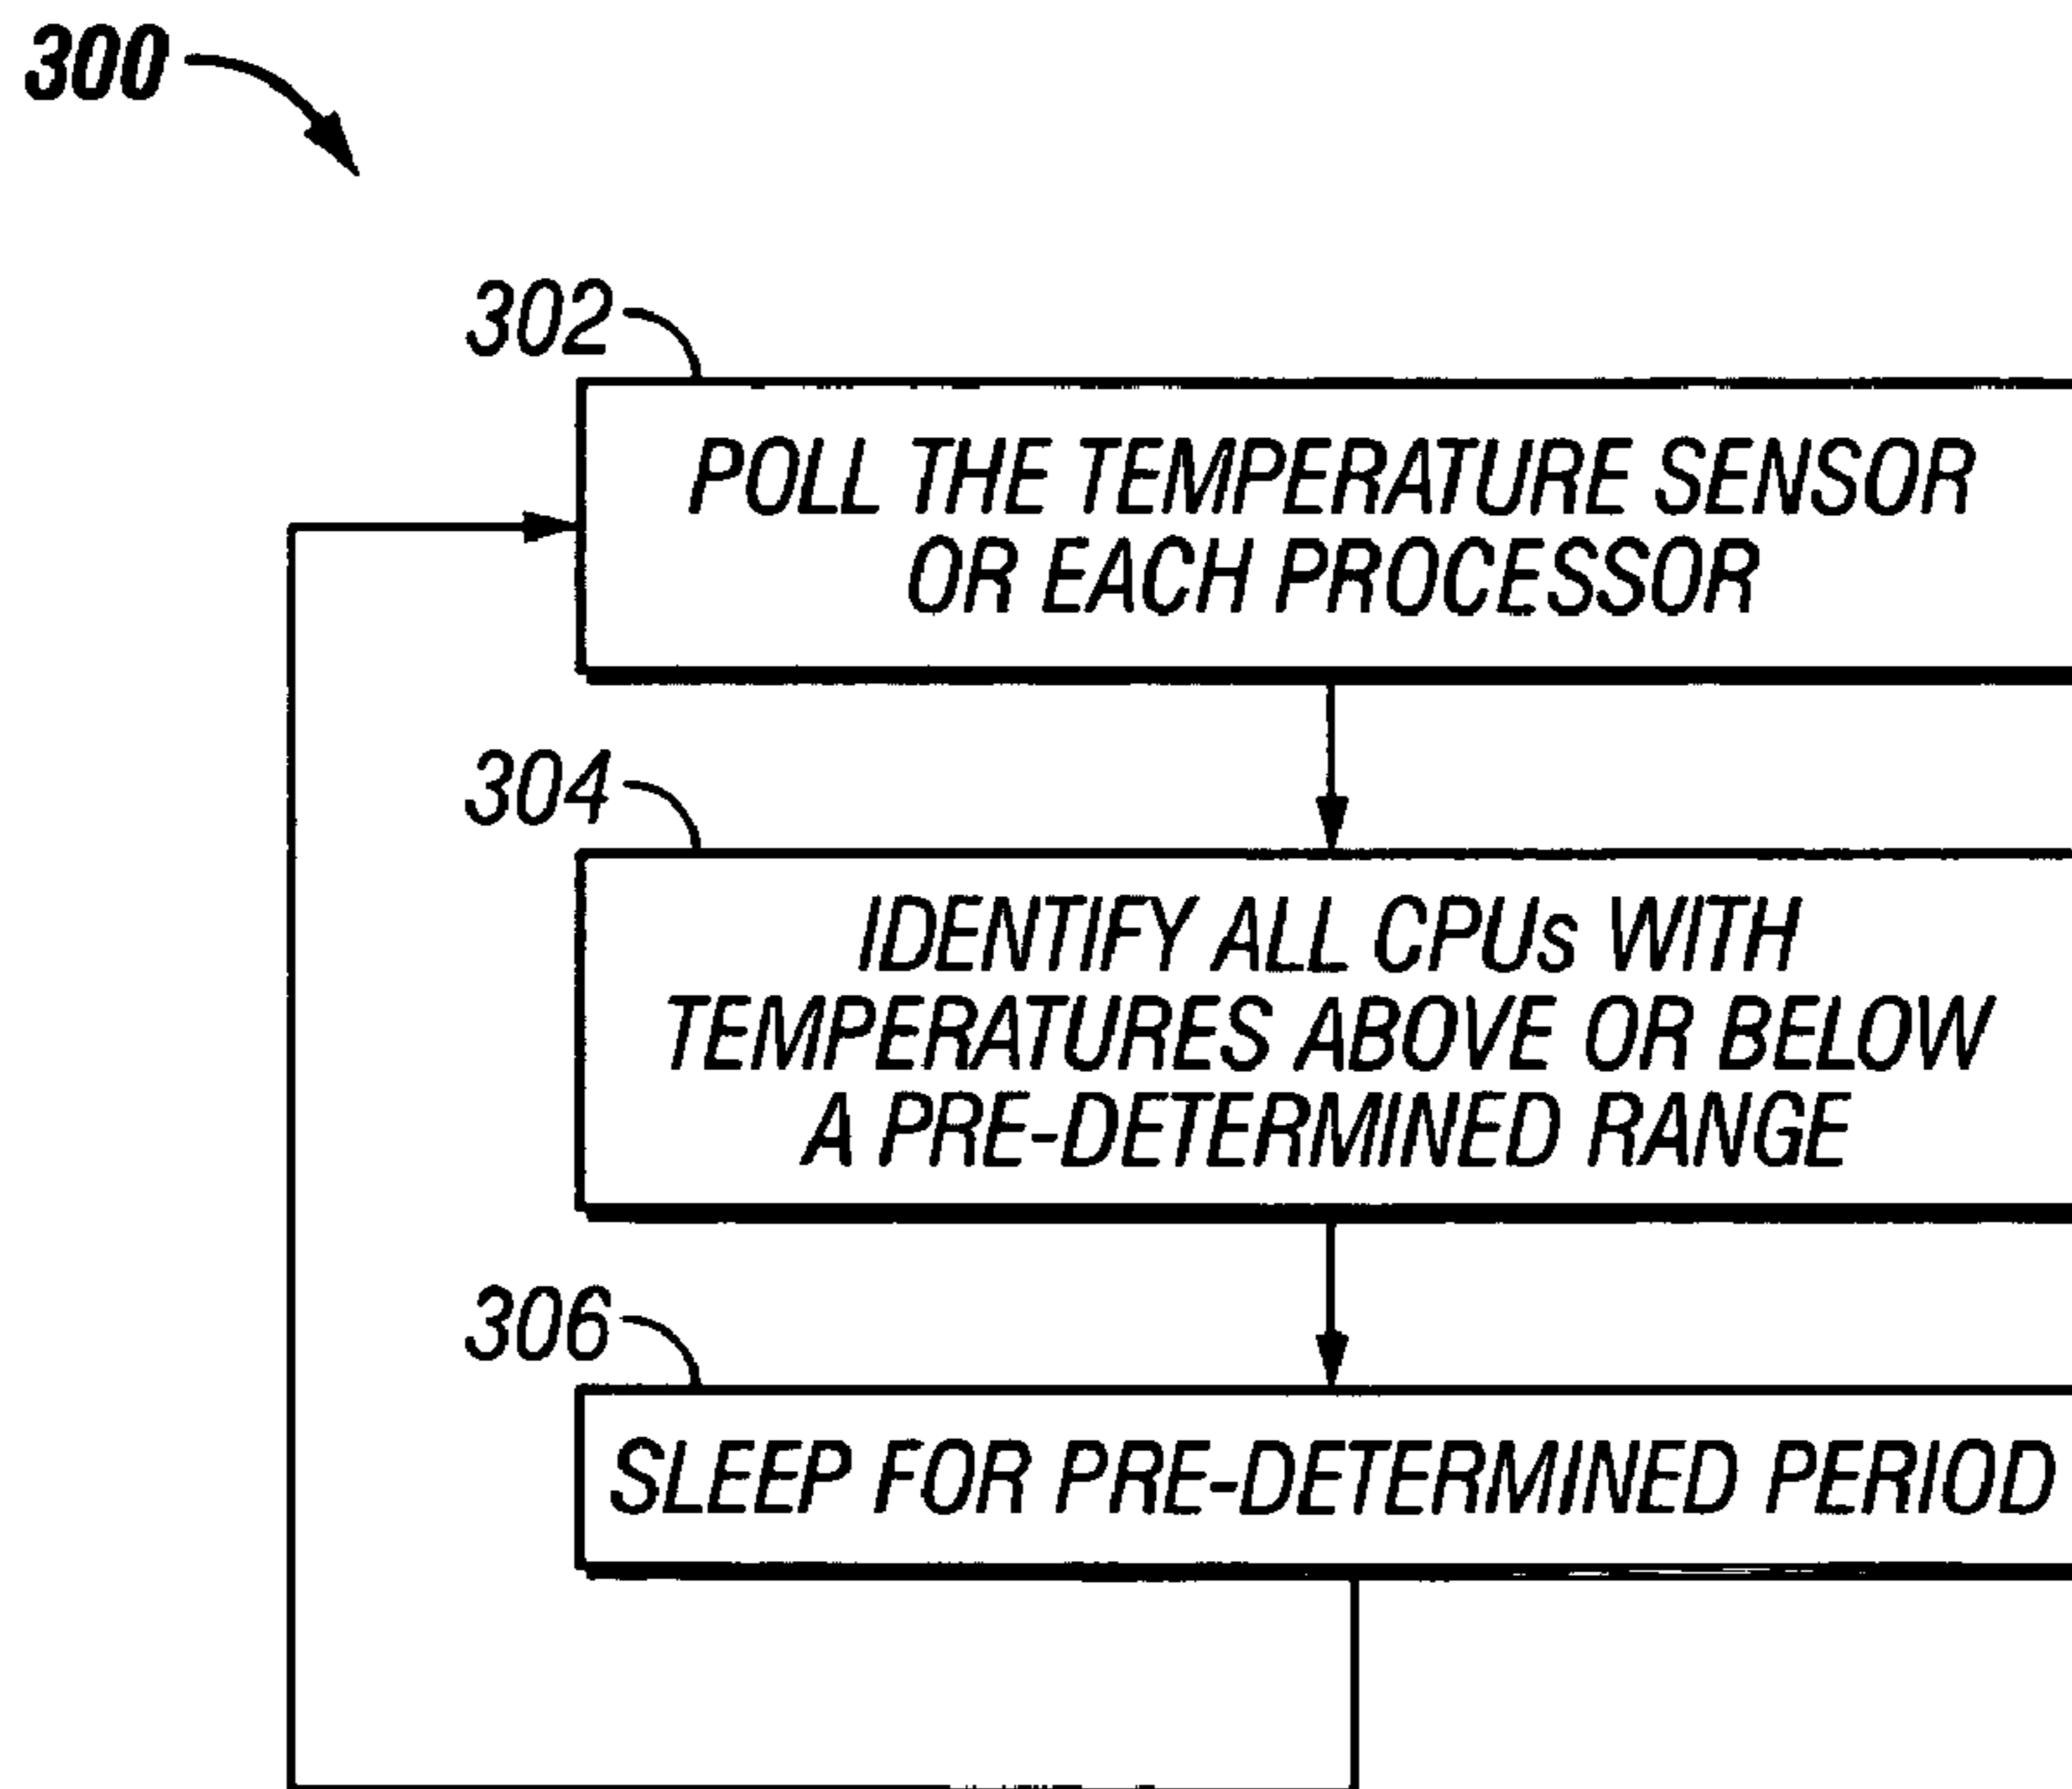 300
302
POLL THE TEMPERATURE SENSOR
OR EACH PROCESSOR
304
IDENTIFY ALL CPUs WITH
TEMPERATURES ABOVE OR BELOW
A PRE-DETERMINED RANGE
306
SLEEP FOR PRE-DETERMINED PERIOD